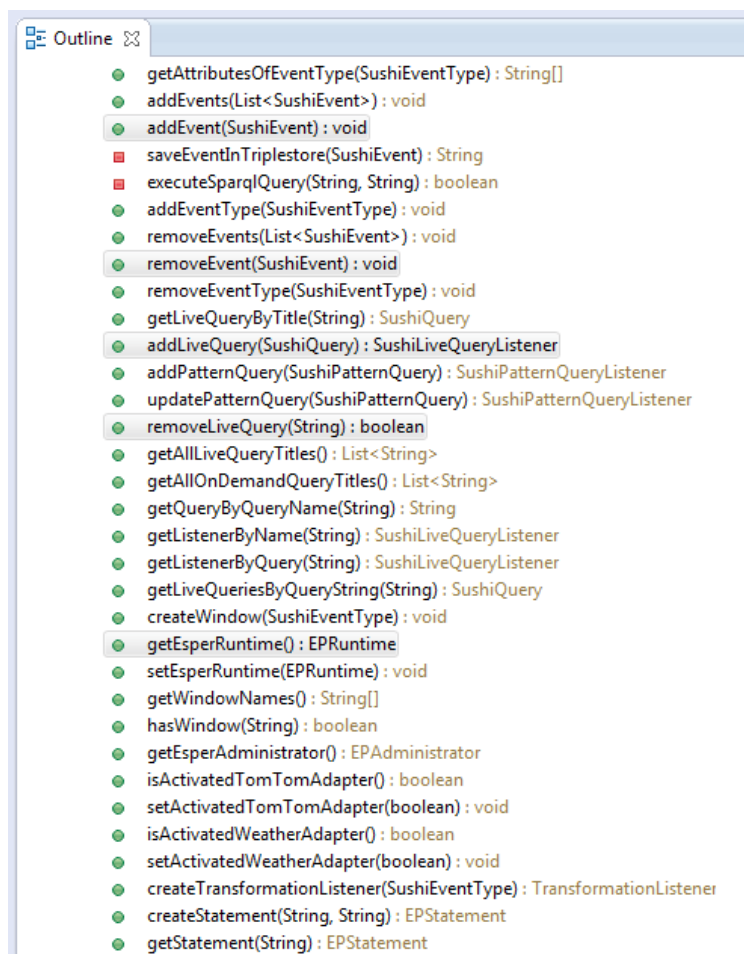 Outline
getAttributesOfEventType(SushiEventType) : String[]
addEvents(List<SushiEvent>) : void
addEvent(SushiEvent) : void
saveEventInTriplestore(SushiEvent) : String
executeSparqlQuery(String, String) : boolean
addEventType(SushiEventType) : void
removeEvents(List<SushiEvent>) : void
removeEvent(SushiEvent) : void
removeEventType(SushiEventType) : void
getLiveQueryByTitle(String) : SushiQuery
addLiveQuery(SushiQuery) : SushiLiveQueryListener
addPatternQuery(SushiPatternQuery) : SushiPatternQueryListener
updatePatternQuery(SushiPatternQuery) : SushiPatternQueryListener
removeLiveQuery(String) : boolean
getAllLiveQueryTitles() : List<String>
getAllOnDemandQueryTitles() : List<String>
getQueryByQueryName(String) : String
getListenerByName(String) : SushiLiveQueryListener
getListenerByQuery(String) : SushiLiveQueryListener
getLiveQueriesByQueryString(String) : SushiQuery
createWindow(SushiEventType) : void
getEsperRuntime() : EPRuntime
setEsperRuntime(EPRuntime) : void
getWindowNames() : String[]
hasWindow(String) : boolean
getEsperAdministrator() : EPAdministrator
isActivatedTomTomAdapter() : boolean
setActivatedTomTomAdapter(boolean) : void
isActivatedWeatherAdapter() : boolean
setActivatedWeatherAdapter(boolean) : void
createTransformationListener(SushiEventType) : TransformationListener
createStatement(String, String) : EPStatement
getStatement(String) : EPStatement